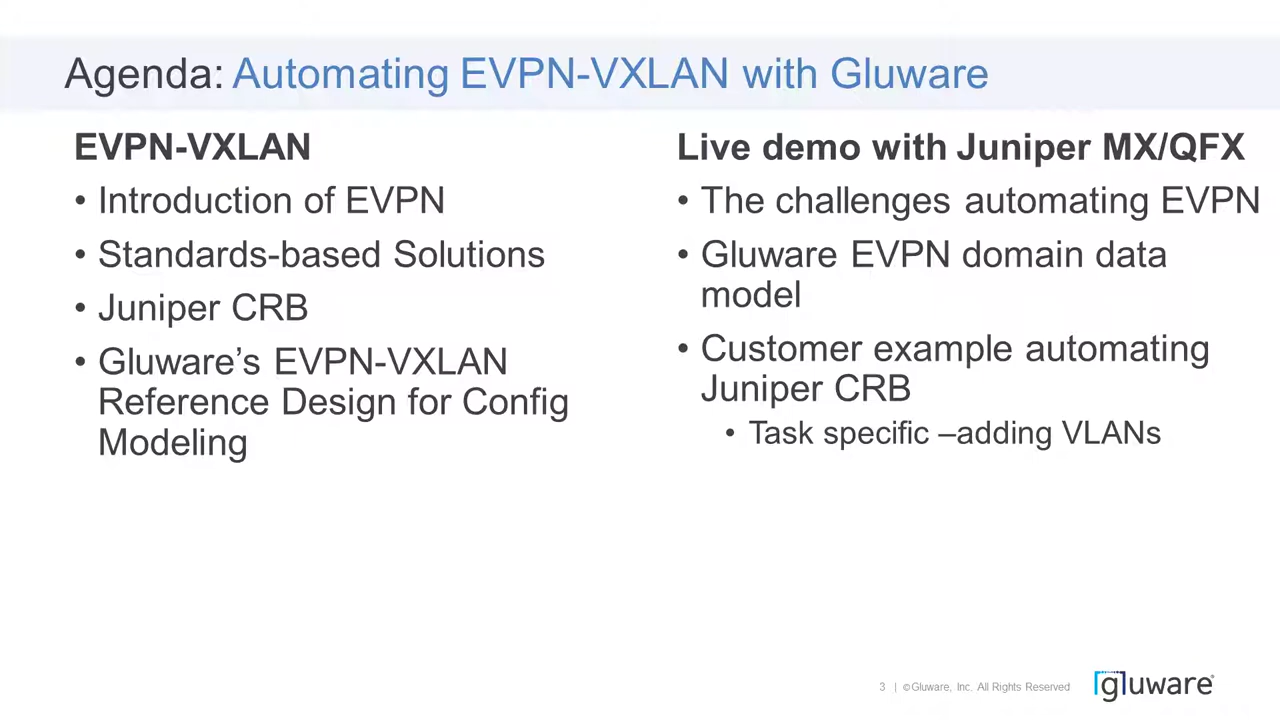 Agenda: Automating EVPN-VXLAN with Gluware
EVPN-VXLAN
• Introduction of EVPN
• Standards-based Solutions
• Juniper CRB
• Gluware’s EVPN-VXLAN
Reference Design for Config
Modeling
Live demo with Juniper MX/QFX
• The challenges automating EVPN
• Gluware EVPN domain data
model
• Customer example automating
Juniper CRB
• Task specific –adding VLANs
3 | ©Gluware, Inc. All Rights Reserved
gluware